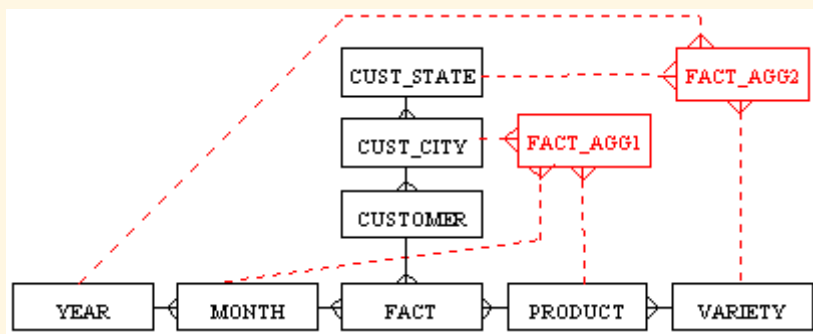 CUST_STATE
FACT_AGG2
CUST_CITY
FACT_AGG1
CUSTOMER
YEAR
MONTH
FACT
PRODUCT
VARIETY